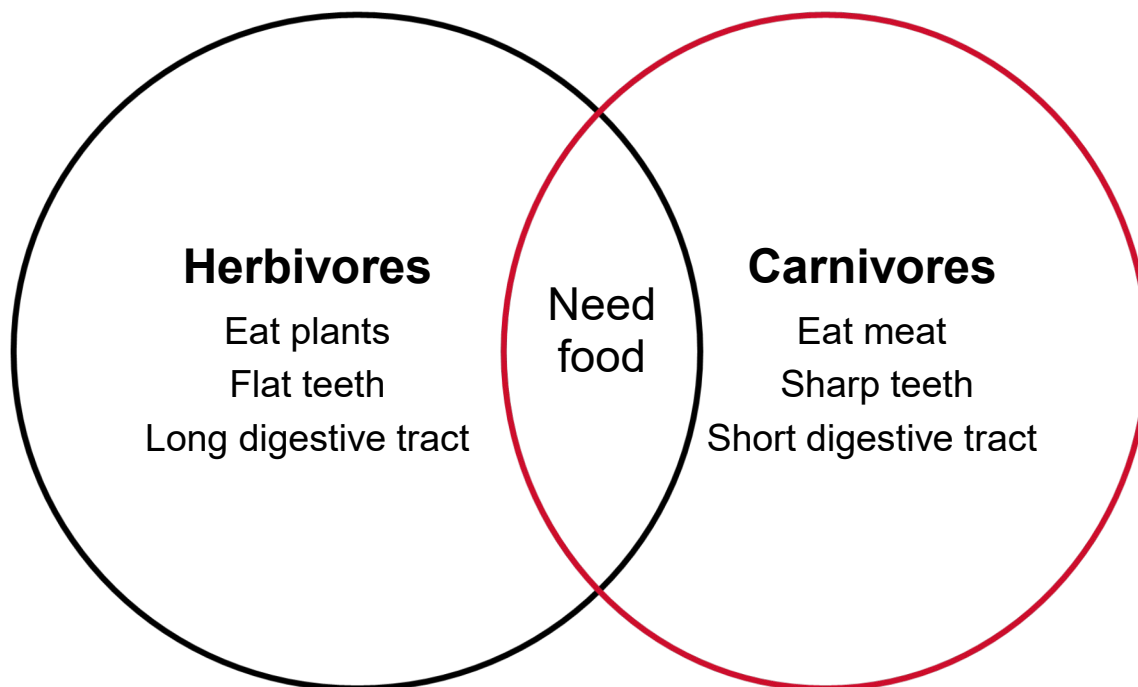 Herbivores
Eat plants
Flat teeth
Long digestive tract
Need
food
Carnivores
Eat meat
Sharp teeth
Short digestive tract